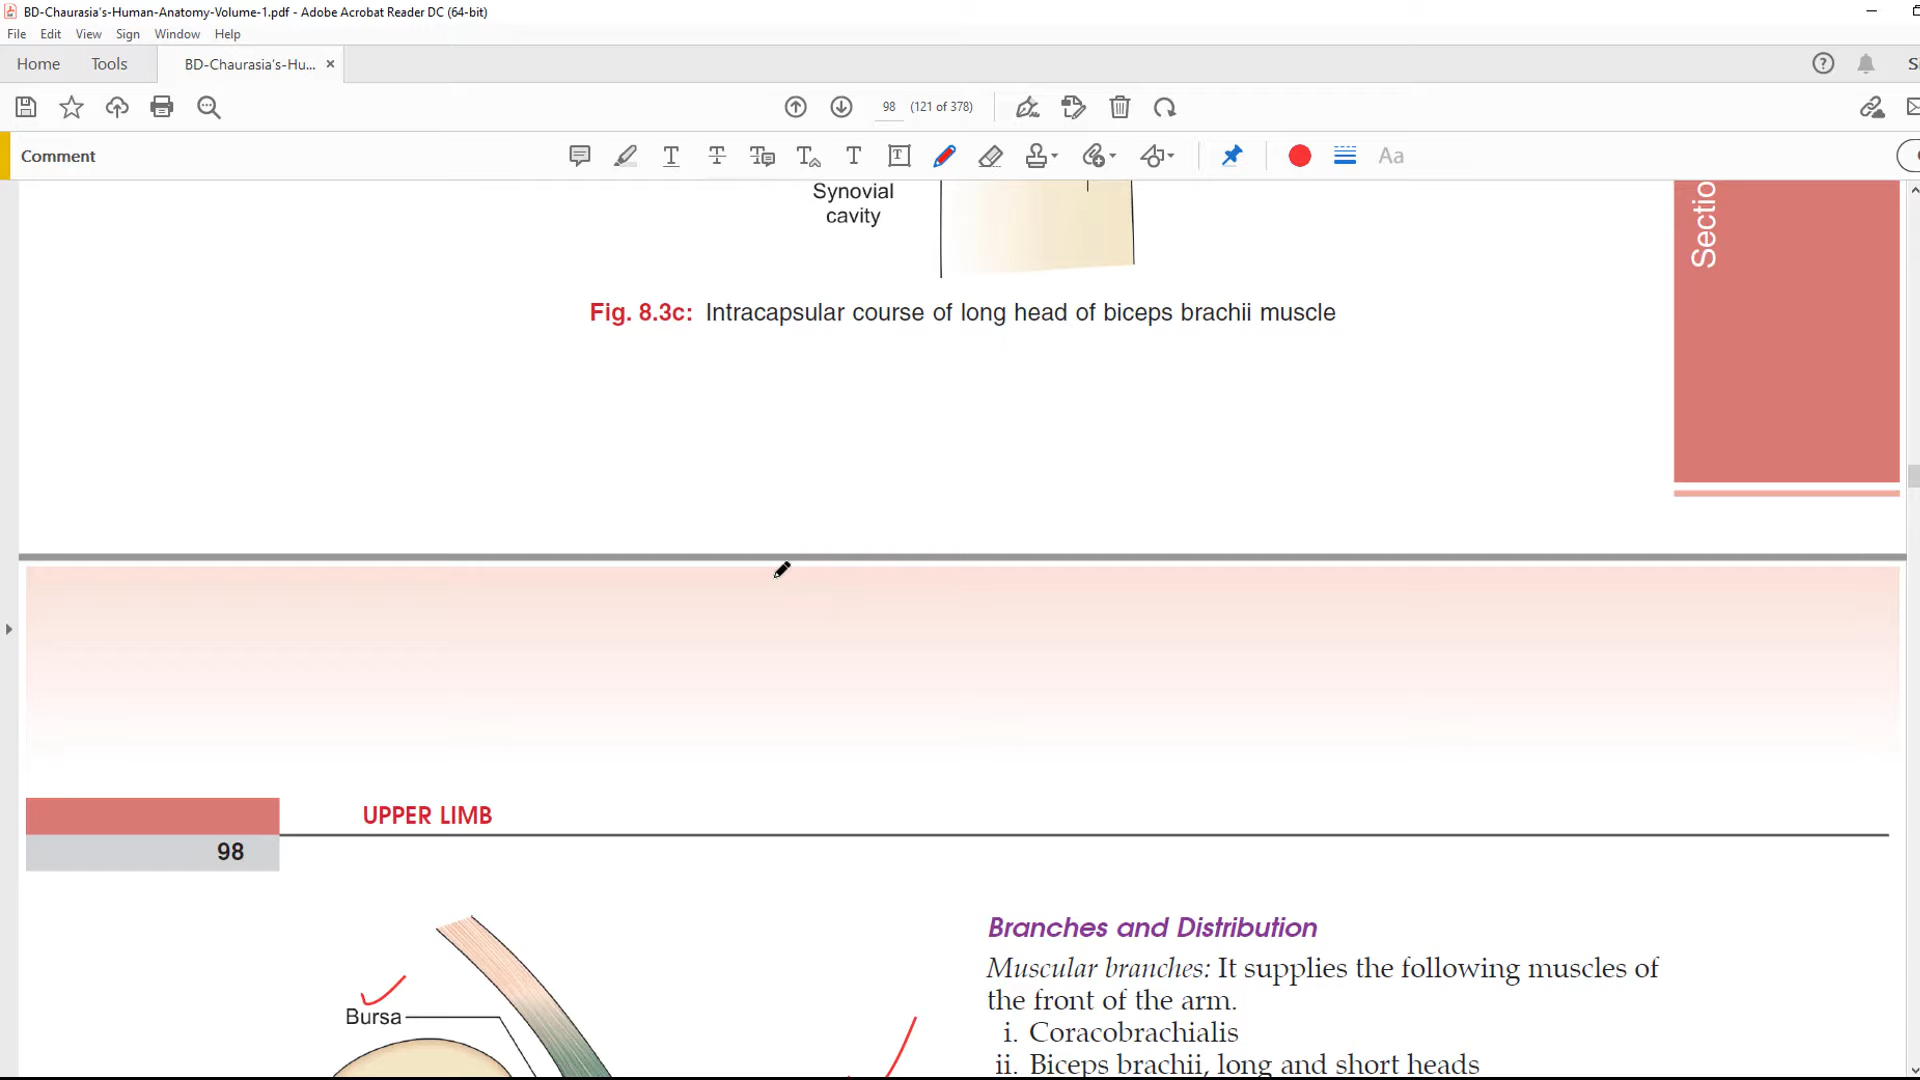 BD-Chaurasia's-Human-Anatomy-Volume-1.pdf - Adobe Acrobat Reader DC (64-bit)
File Edit View Sign Window Help
Home Tools BD-Chaurasia's-Hu... ×
98 (121 of 378)
Comment
Aa
Synovial
cavity
Sectio
Fig. 8.3c: Intracapsular course of long head of biceps brachii muscle
UPPER LIMB
98
Branches and Distribution
Muscular branches: It supplies the following muscles of
the front of the arm.
i. Coracobrachialis
ii. Biceps brachii, long and short heads
Bursa